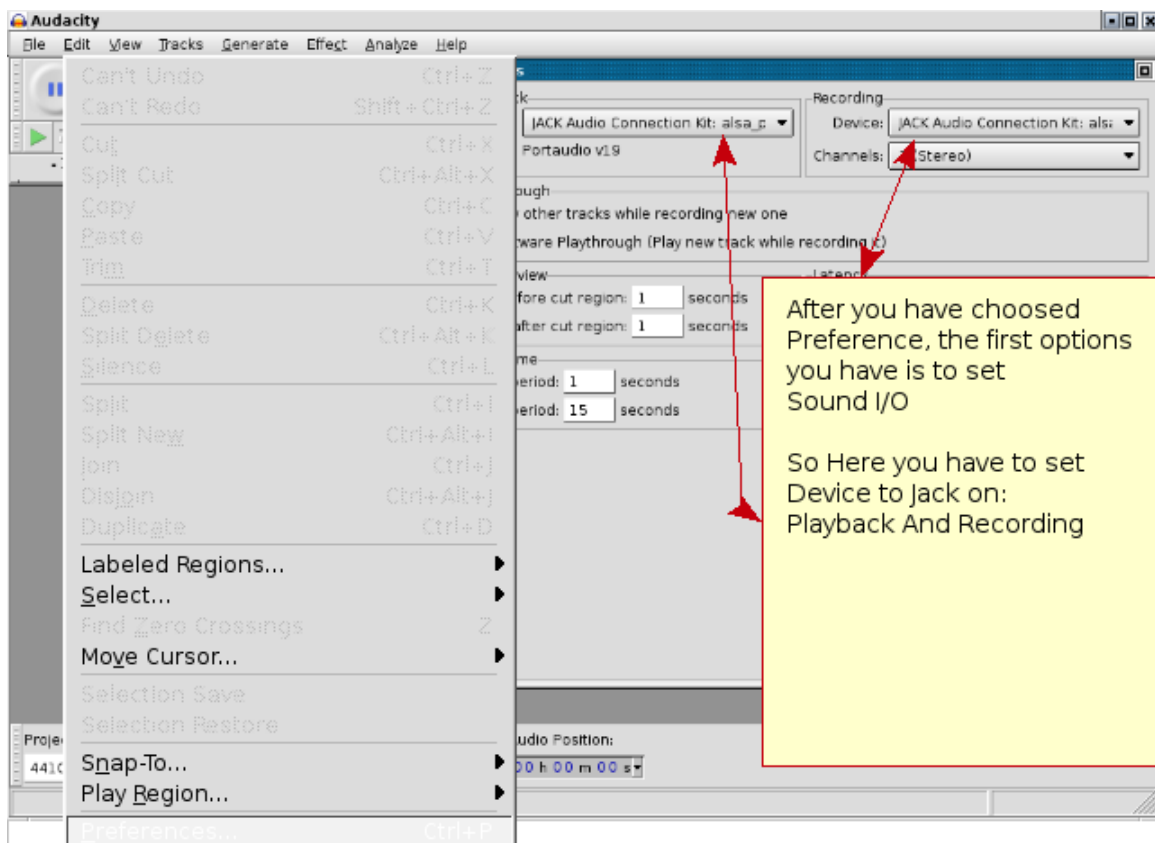 Audacity
File Edit View Tracks Generate Effect Analyze Help
Can't Undo Ctrl+Z
Can't Redo Shift+Ctrl+Z
Cut Ctrl+X
Split Cut Ctrl+Alt+X
Copy Ctrl+C
Paste Ctrl+V
Trim Ctrl+T
Delete Ctrl+K
Split Delete Ctrl+Alt+K
Silence Ctrl+L
Split Ctrl+I
Split New Ctrl+Alt+I
Join Ctrl+J
Disjoin Ctrl+Alt+J
Duplicate Ctrl+D
Labeled Regions...
Select...
Find Zero Crossings Z
Move Cursor...
Selection Save
Selection Restore
Snap-To...
Play Region...
Preferences... Ctrl+P
JACK Audio Connection Kit: alsa_p
Portaudio v19
Recording
Device: JACK Audio Connection Kit: alsa
Channels: (Stereo)
other tracks while recording new one
Playthrough (Play new track while recording it)
cut region: 1 seconds
after cut region: 1 seconds
period: 1 seconds
period: 15 seconds
Latency
After you have choosed
Preference, the first options
you have is to set
Sound I/O
So Here you have to set
Device to Jack on:
Playback And Recording
Position:
00 h 00 m 00 s